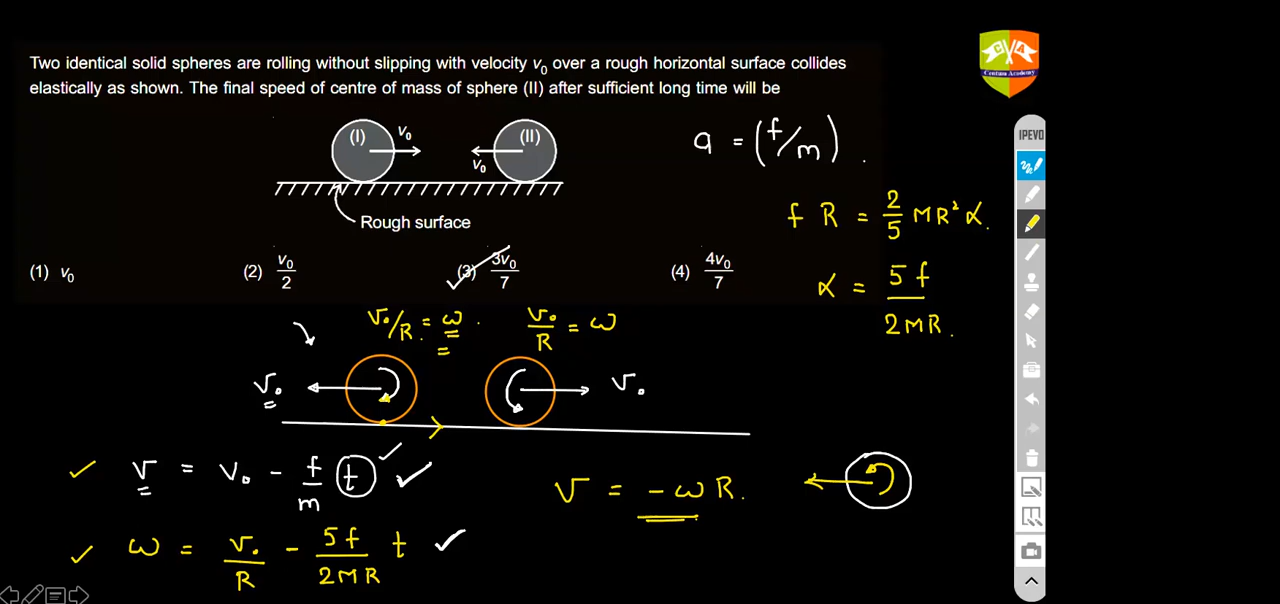 Two identical solid spheres are rolling without slipping with velocity v₀ over a rough horizontal surface collides
elastically as shown. The final speed of centre of mass of sphere (II) after sufficient long time will be
(I) v₀ (II)
v₀
Rough surface
(1) v₀ (2) v₀/2 (3) 3v₀/7 (4) 4v₀/7
a = (f/m).
f R = 2/5 MR² α.
α = 5f/2MR.
v₀/R = ω. v₀/R = ω
v₀ v₀
v = v₀ - f/m t
v = -ωR.
ω = v₀/R - 5f/2MR t
C A
Centum Academy
IPEVO